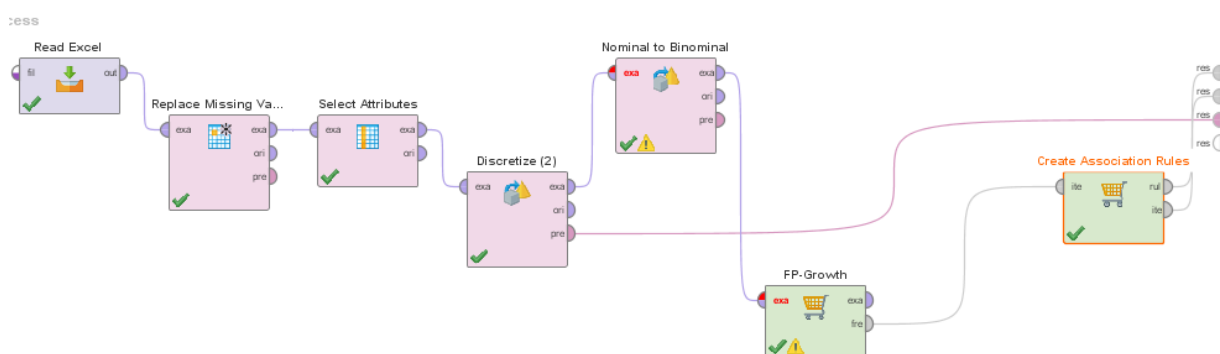 cess
Read Excel
fil
out
Replace Missing Va...
exa
exa
ori
pre
Select Attributes
exa
exa
ori
Discretize (2)
exa
exa
ori
pre
Nominal to Binominal
exa
exa
ori
pre
FP-Growth
exa
exa
fre
Create Association Rules
ite
rul
ite
res
res
res
res